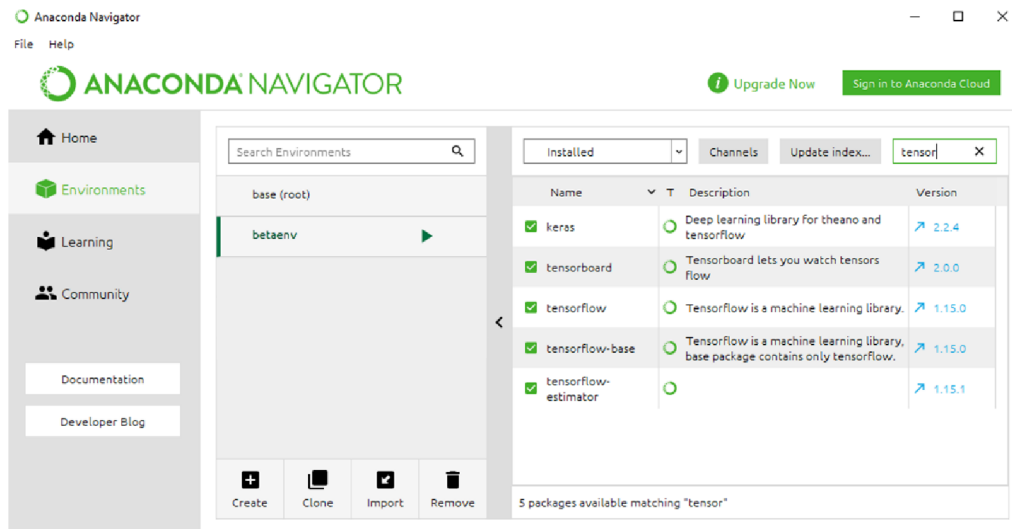 Anaconda Navigator
File Help
ANACONDA NAVIGATOR
i Upgrade Now
Sign in to Anaconda Cloud
Home
Environments
Learning
Community
Documentation
Developer Blog
Search Environments
base (root)
betaenv
Create Clone Import Remove
Installed Channels Update index... tensor
Name T Description Version
keras Deep learning library for theano and 2.2.4
tensorflow
tensorboard Tensorboard lets you watch tensors 2.0.0
flow
tensorflow Tensorflow is a machine learning library. 1.15.0
tensorflow-base Tensorflow is a machine learning library, 1.15.0
base package contains only tensorflow.
tensorflow- 1.15.1
estimator
5 packages available matching "tensor"